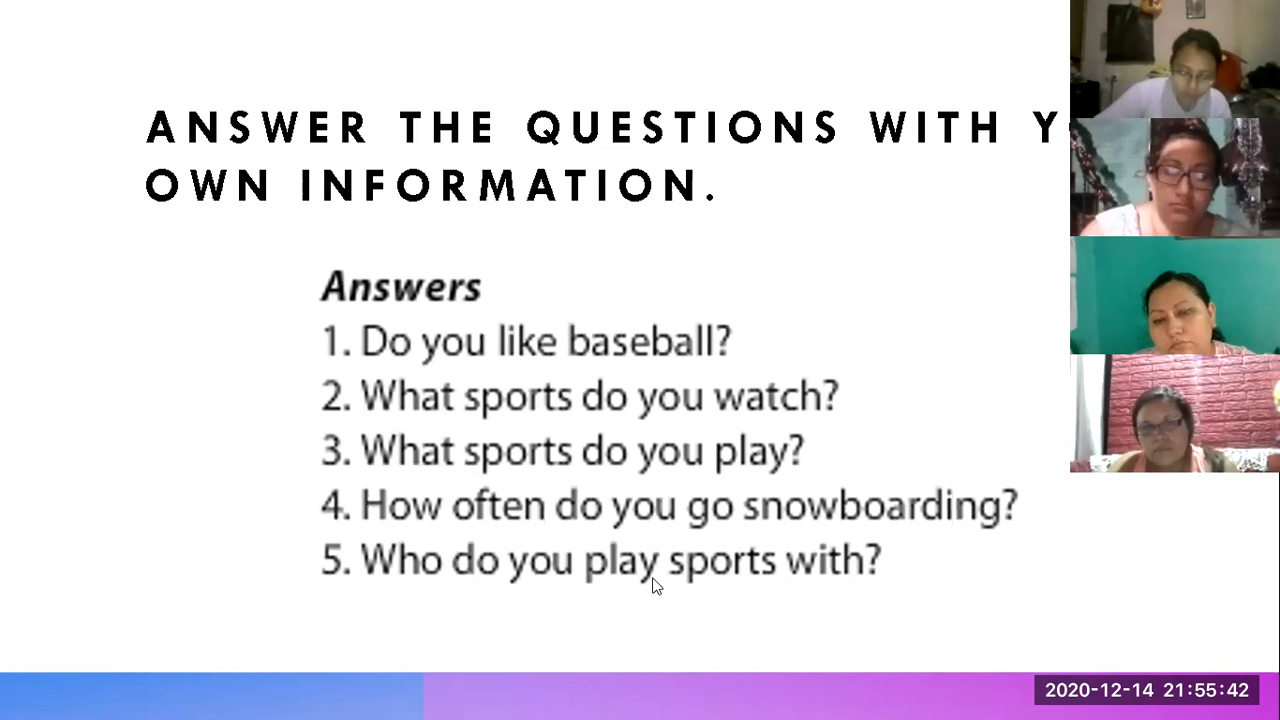 ANSWER THE QUESTIONS WITH Y
OWN INFORMATION.
Answers
1. Do you like baseball?
2. What sports do you watch?
3. What sports do you play?
4. How often do you go snowboarding?
5. Who do you play sports with?
2020-12-14 21:55:42